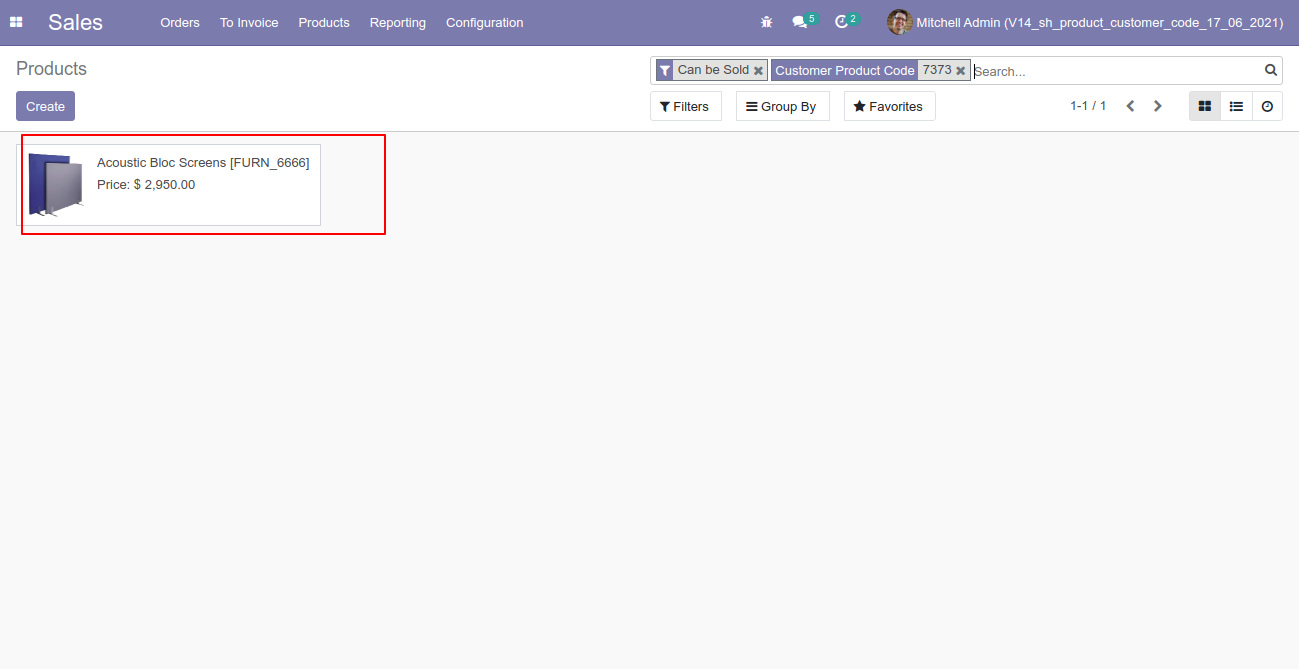 Sales Orders To Invoice Products Reporting Configuration 5 2 Mitchell Admin (V14_sh_product_customer_code_17_06_2021)
Products
Can be Sold Customer Product Code 7373 Search...
Create
Filters Group By Favorites 1-1 / 1
Acoustic Bloc Screens [FURN_6666]
Price: $ 2,950.00